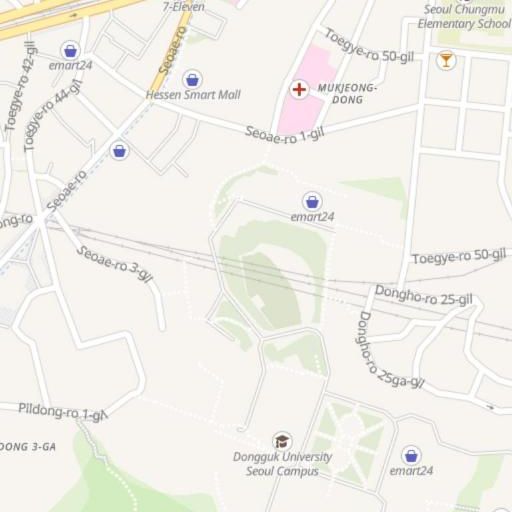 7-Eleven
Seoul Chungmu
Elementary School
Toegye-ro 50-gil
Seoae-ro
emart24
Toegye-ro 42-gil
Toegye-ro 44-gil
Hessen Smart Mall
MUKJEONG-
DONG
Seoae-ro 1-gil
Seoae-ro
emart24
ong-ro
Seoae-ro 3-gil
Toegye-ro 50-gil
Dongho-ro 25-gil
Dongho-ro 25ga-gil
Pildong-ro 1-gil
DONG 3-GA
Dongguk University
Seoul Campus
emart24